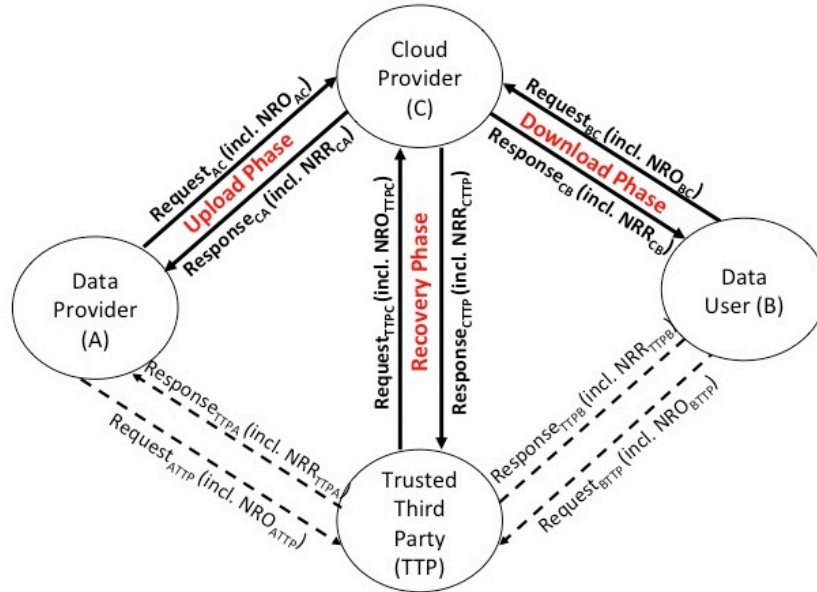 Cloud
Provider
(C)
Request_AC (incl. NRO_AC)
Upload Phase
Response_CA (incl. NRR_CA)
Request_BC (incl. NRO_BC)
Download Phase
Response_CB (incl. NRR_CB)
Data
Provider
(A)
Request_TTPC (incl. NRO_TTPC)
Recovery Phase
Response_CTTP (incl. NRR_CTTP)
Data
User (B)
Response_TTPA (incl. NRR_TTPA)
Request_ATTP (incl. NRO_ATTP)
Response_TTPB (incl. NRR_TTPB)
Request_BTTP (incl. NRO_BTTP)
Trusted
Third
Party
(TTP)